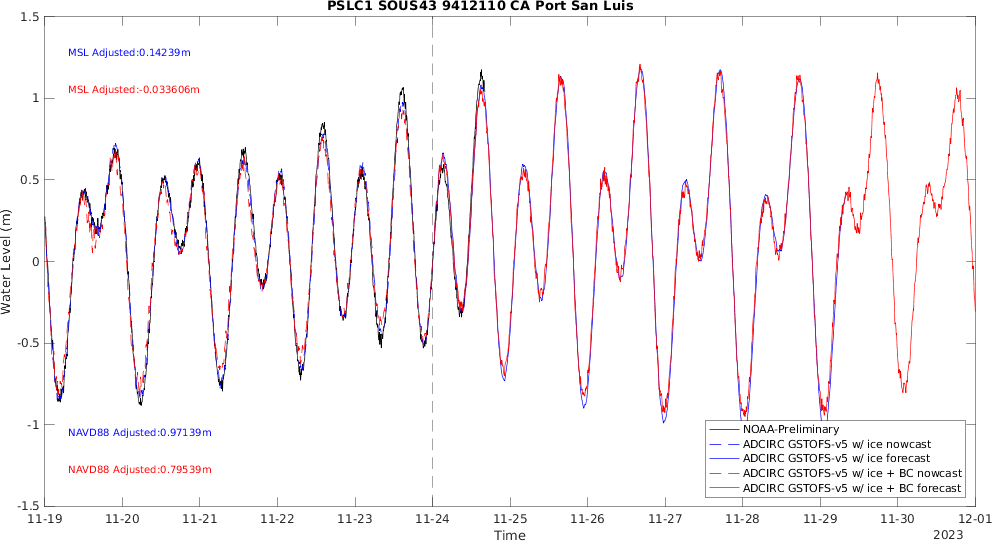 PSLC1 SOUS43 9412110 CA Port San Luis
1.5
MSL Adjusted:0.14239m
MSL Adjusted:-0.033606m
1
0.5
Water Level (m)
0
-0.5
-1
NAVD88 Adjusted:0.97139m
NAVD88 Adjusted:0.79539m
-1.5
NOAA-Preliminary
ADCIRC GSTOFS-v5 w/ ice nowcast
ADCIRC GSTOFS-v5 w/ ice forecast
ADCIRC GSTOFS-v5 w/ ice + BC nowcast
ADCIRC GSTOFS-v5 w/ ice + BC forecast
11-19 11-20 11-21 11-22 11-23 11-24 11-25 11-26 11-27 11-28 11-29 11-30 12-01
Time
2023